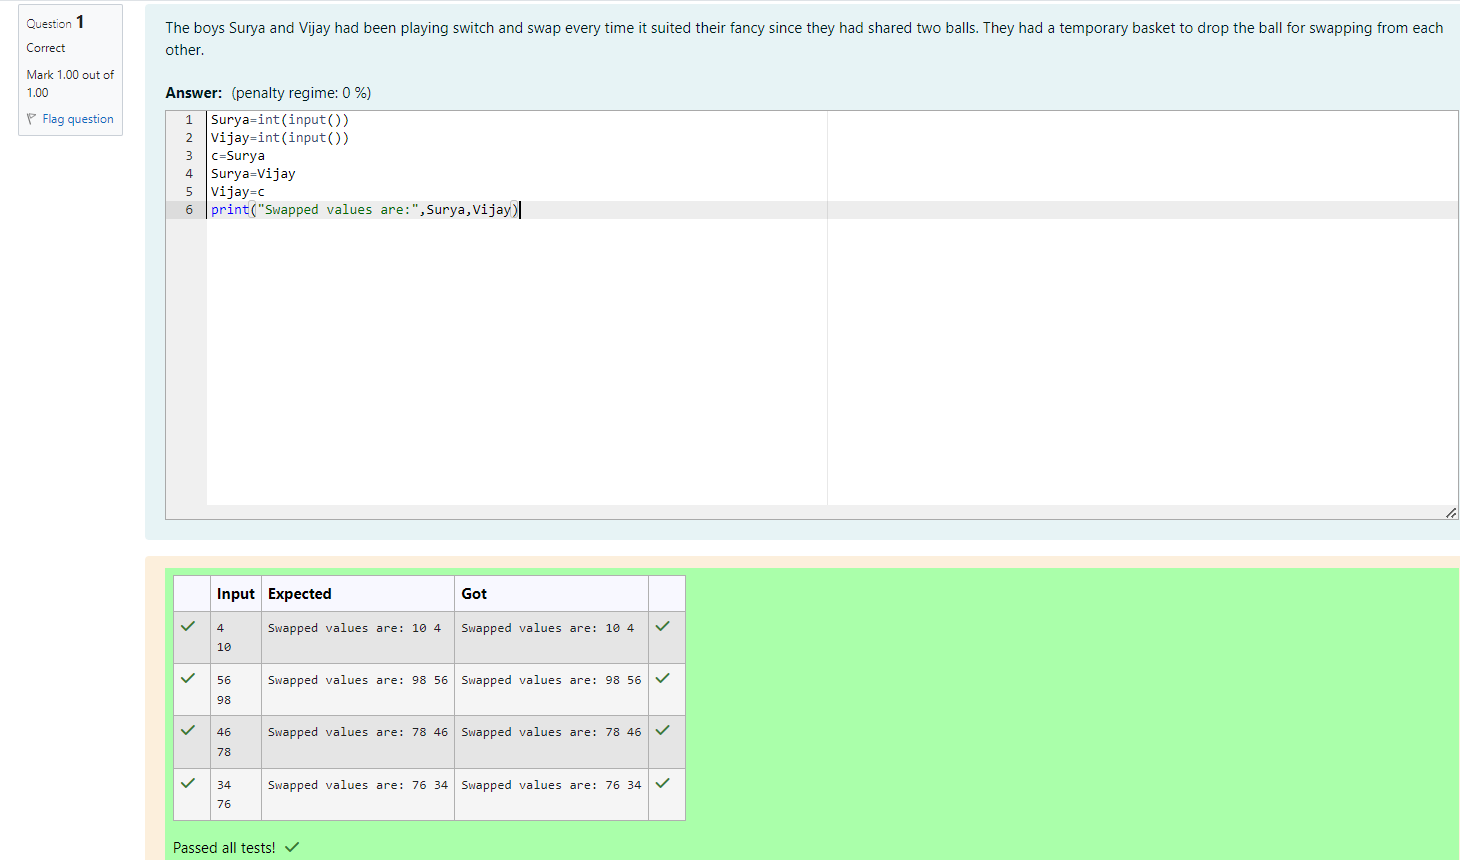 Question 1
Correct
Mark 1.00 out of
1.00
Flag question
The boys Surya and Vijay had been playing switch and swap every time it suited their fancy since they had shared two balls. They had a temporary basket to drop the ball for swapping from each
other.
Answer: (penalty regime: 0 %)
1 Surya=int(input())
2 Vijay=int(input())
3 c=Surya
4 Surya=Vijay
5 Vijay=c
6 print("Swapped values are:",Surya,Vijay)
Input Expected Got
4 Swapped values are: 10 4 Swapped values are: 10 4
10
56 Swapped values are: 98 56 Swapped values are: 98 56
98
46 Swapped values are: 78 46 Swapped values are: 78 46
78
34 Swapped values are: 76 34 Swapped values are: 76 34
76
Passed all tests!